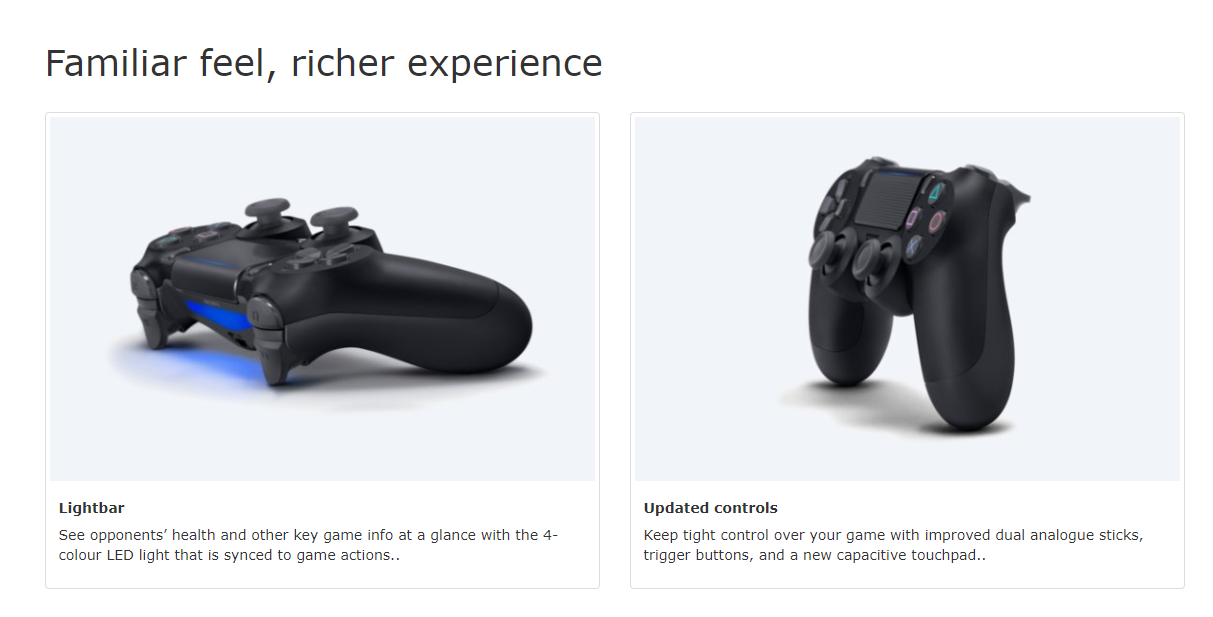 Familiar feel, richer experience
Lightbar
See opponents’ health and other key game info at a glance with the 4-
colour LED light that is synced to game actions..
Updated controls
Keep tight control over your game with improved dual analogue sticks,
trigger buttons, and a new capacitive touchpad..